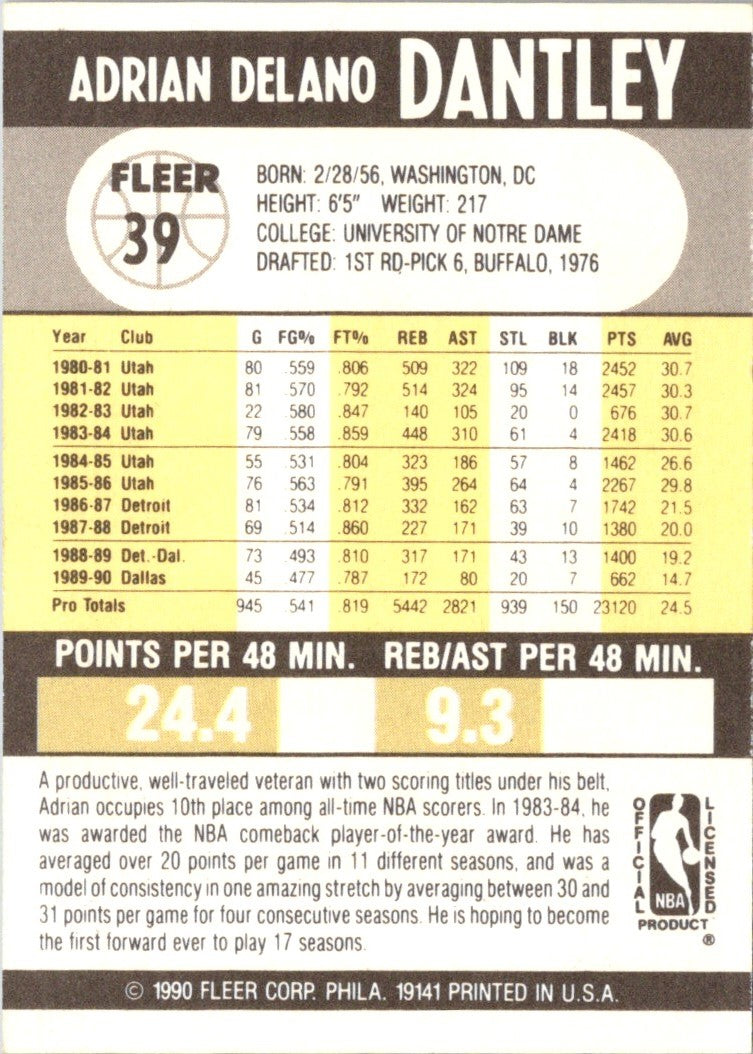 ADRIAN DELANO DANTLEY
FLEER
39
BORN: 2/28/56, WASHINGTON, DC
HEIGHT: 6'5" WEIGHT: 217
COLLEGE: UNIVERSITY OF NOTRE DAME
DRAFTED: 1ST RD-PICK 6, BUFFALO, 1976
Year Club G FG% FT% REB AST STL BLK PTS AVG
1980-81 Utah 80 .559 .806 509 322 109 18 2452 30.7
1981-82 Utah 81 .570 .792 514 324 95 14 2457 30.3
1982-83 Utah 22 .580 .847 140 105 20 0 676 30.7
1983-84 Utah 79 .558 .859 448 310 61 4 2418 30.6
1984-85 Utah 55 .531 .804 323 186 57 8 1462 26.6
1985-86 Utah 76 .563 .791 395 264 64 4 2267 29.8
1986-87 Detroit 81 .534 .812 332 162 63 7 1742 21.5
1987-88 Detroit 69 .514 .860 227 171 39 10 1380 20.0
1988-89 Det.-Dal. 73 .493 .810 317 171 43 13 1400 19.2
1989-90 Dallas 45 .477 .787 172 80 20 7 662 14.7
Pro Totals 945 .541 .819 5442 2821 939 150 23120 24.5
POINTS PER 48 MIN. REB/AST PER 48 MIN.
24.4 9.3
A productive, well-traveled veteran with two scoring titles under his belt,
Adrian occupies 10th place among all-time NBA scorers. In 1983-84, he
was awarded the NBA comeback player-of-the-year award. He has
averaged over 20 points per game in 11 different seasons, and was a
model of consistency in one amazing stretch by averaging between 30 and
31 points per game for four consecutive seasons. He is hoping to become
the first forward ever to play 17 seasons.
OFFICIAL
LICENSED
NBA
PRODUCT
®
© 1990 FLEER CORP. PHILA. 19141 PRINTED IN U.S.A.